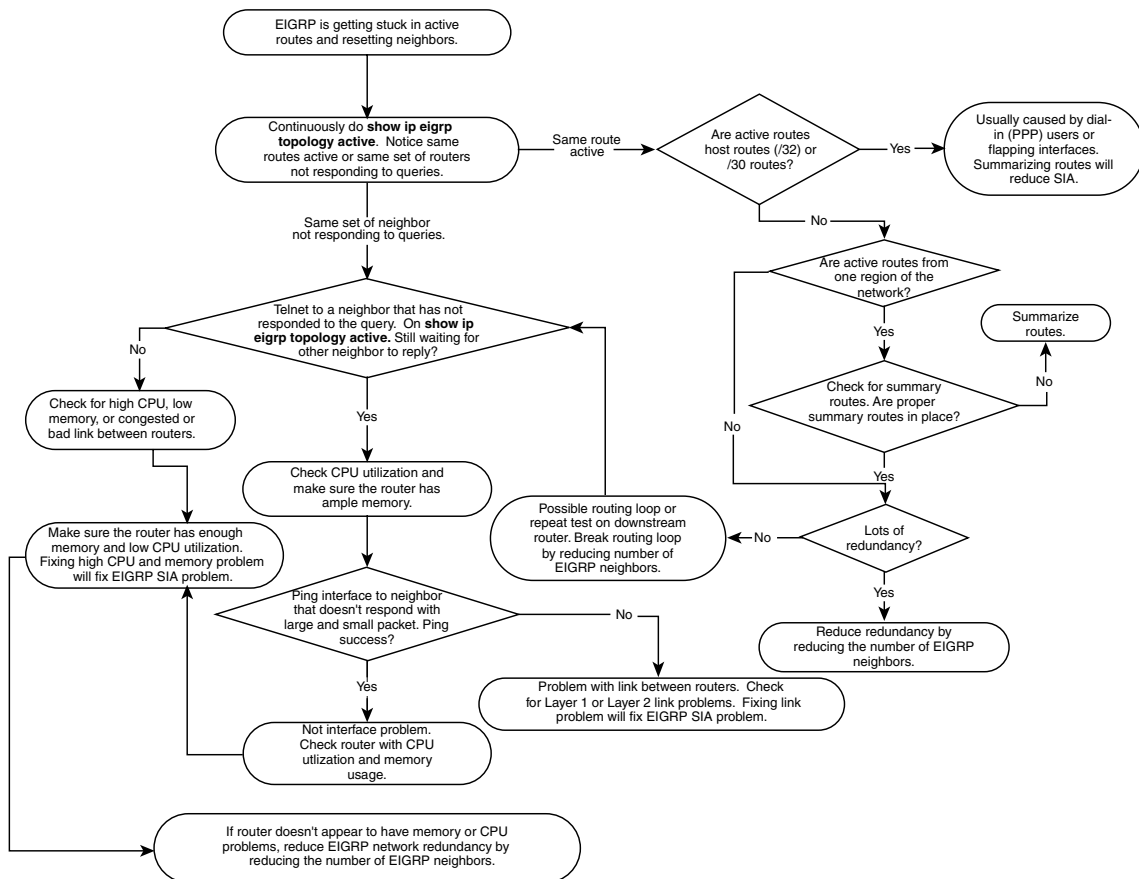 EIGRP is getting stuck in active
routes and resetting neighbors.
Continuously do show ip eigrp
topology active. Notice same
routes active or same set of routers
not responding to queries.
Same route
active
Are active routes
host routes (/32) or
/30 routes?
Yes
Usually caused by dial-
in (PPP) users or
flapping interfaces.
Summarizing routes will
reduce SIA.
No
Same set of neighbor
not responding to queries.
Are active routes from
one region of the
network?
Yes
No
Telnet to a neighbor that has not
responded to the query. On show ip
eigrp topology active. Still waiting for
other neighbor to reply?
Summarize
routes.
No
Check for summary
routes. Are proper
summary routes in place?
Yes
No
Check for high CPU, low
memory, or congested or
bad link between routers.
Yes
Check CPU utilization and
make sure the router has
ample memory.
Possible routing loop or
repeat test on downstream
router. Break routing loop
by reducing number of
EIGRP neighbors.
No
Lots of
redundancy?
Yes
Reduce redundancy by
reducing the number of EIGRP
neighbors.
Make sure the router has enough
memory and low CPU utilization.
Fixing high CPU and memory problem
will fix EIGRP SIA problem.
Ping interface to neighbor
that doesn't respond with
large and small packet. Ping
success?
No
Problem with link between routers. Check
for Layer 1 or Layer 2 link problems. Fixing link
problem will fix EIGRP SIA problem.
Yes
Not interface problem.
Check router with CPU
utlization and memory
usage.
If router doesn't appear to have memory or CPU
problems, reduce EIGRP network redundancy by
reducing the number of EIGRP neighbors.